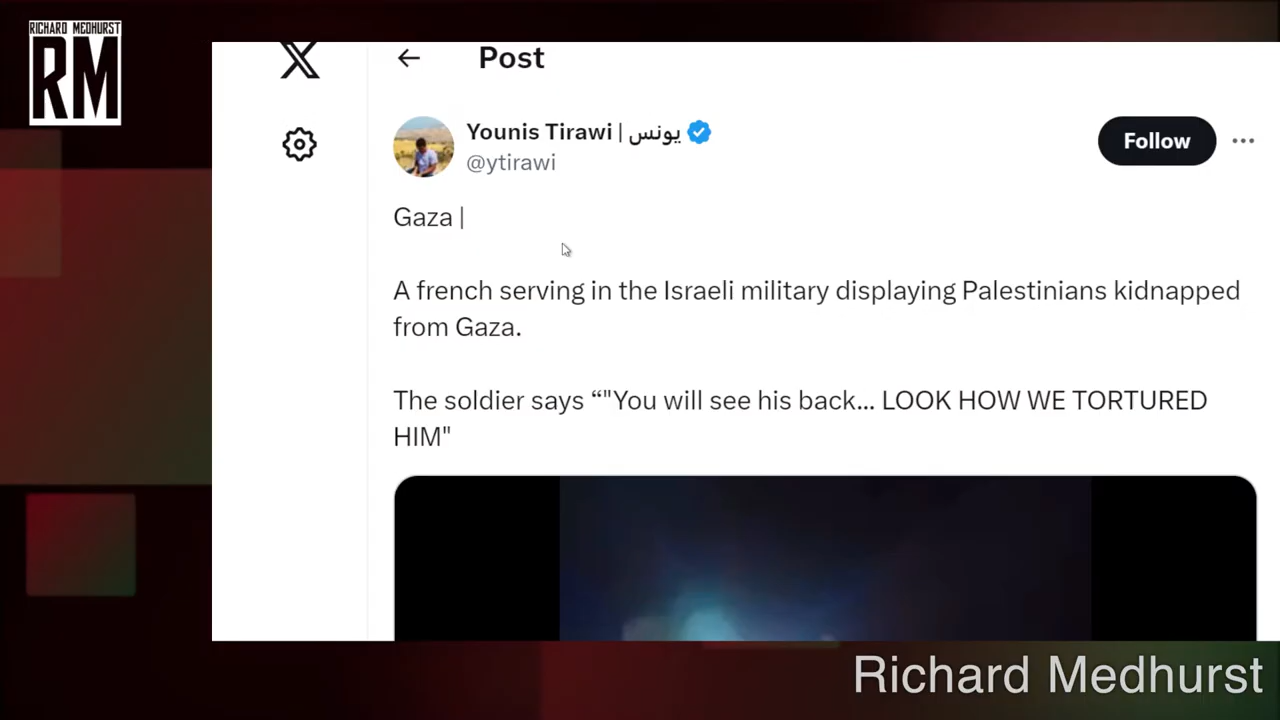 RICHARD MEDHURST
RM
Post
Younis Tirawi | يونس
@ytirawi
Follow
Gaza |
A french serving in the Israeli military displaying Palestinians kidnapped
from Gaza.
The soldier says “"You will see his back... LOOK HOW WE TORTURED
HIM"
Richard Medhurst